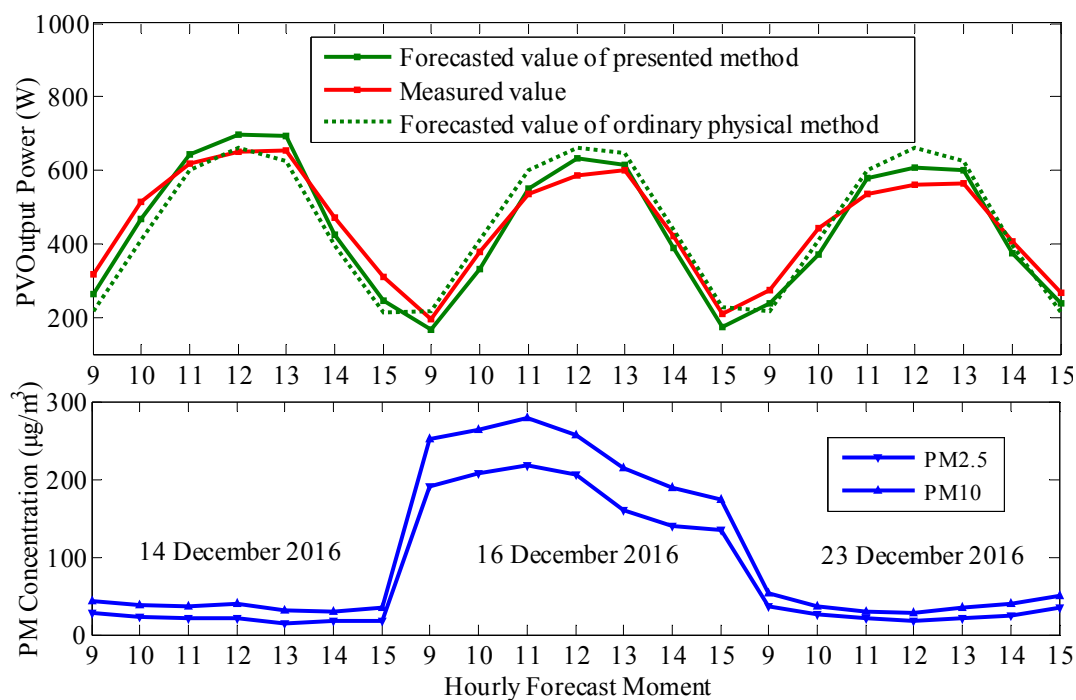 1000
800
600
400
200
PVOutput Power (W)
Forecasted value of presented method
Measured value
Forecasted value of ordinary physical method
9 10 11 12 13 14 15 9 10 11 12 13 14 15 9 10 11 12 13 14 15
300
200
100
0
PM Concentration (μg/m³)
PM2.5
PM10
14 December 2016
16 December 2016
23 December 2016
9 10 11 12 13 14 15 9 10 11 12 13 14 15 9 10 11 12 13 14 15
Hourly Forecast Moment